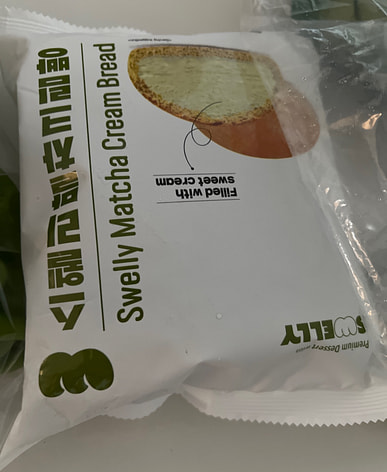 스웰리 말차크림빵
Swelly Matcha Cream Bread
Filled with
sweet cream
SWELLY
Premium Dessert